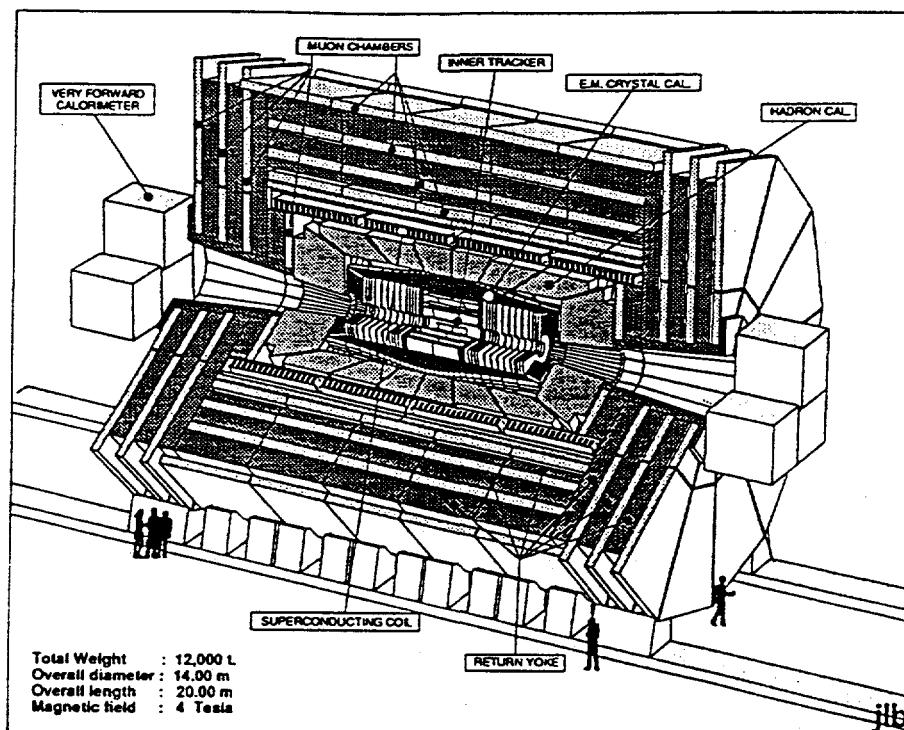 MUON CHAMBERS
INNER TRACKER
E.M. CRYSTAL CAL.
VERY FORWARD
CALORIMETER
HADRON CAL.
SUPERCONDUCTING COIL
RETURN YOKE
Total Weight : 12,000 t.
Overall diameter : 14.00 m
Overall length : 20.00 m
Magnetic field : 4 Tesla
jlb